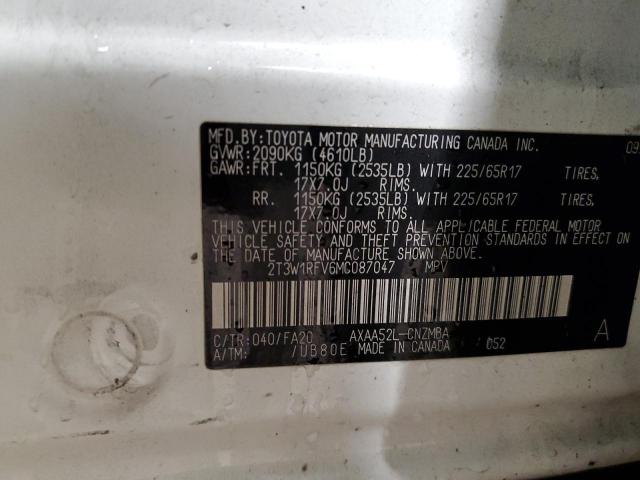 MFD.BY:TOYOTA MOTOR MANUFACTURING CANADA INC. 09
GVWR:2090KG (4610LB)
GAWR:FRT. 1150KG (2535LB) WITH 225/65R17 TIRES,
17X7.0J RIMS.
RR. 1150KG (2535LB) WITH 225/65R17 TIRES,
17X7.0J RIMS.
THIS VEHICLE CONFORMS TO ALL APPLICABLE FEDERAL MOTOR
VEHICLE SAFETY AND THEFT PREVENTION STANDARDS IN EFFECT ON
THE DATE OF MANUFACTURE SHOWN ABOVE.
2T3W1RFV6MC087047 MPV
C/TR:040/FA20 AXAA52L-CNZMBA
A/TM: /UB80E MADE IN CANADA 052 A